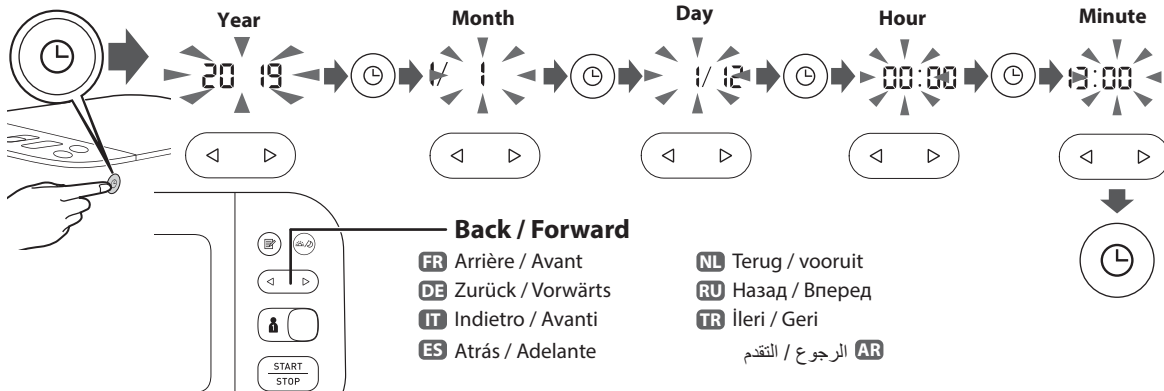 Year Month Day Hour Minute
20 19 1/ 1 1/ 12 00:00 13:00
Back / Forward
FR Arrière / Avant
DE Zurück / Vorwärts
IT Indietro / Avanti
ES Atrás / Adelante
NL Terug / vooruit
RU Назад / Вперед
TR İleri / Geri
AR الرجوع / التقدم
START
STOP